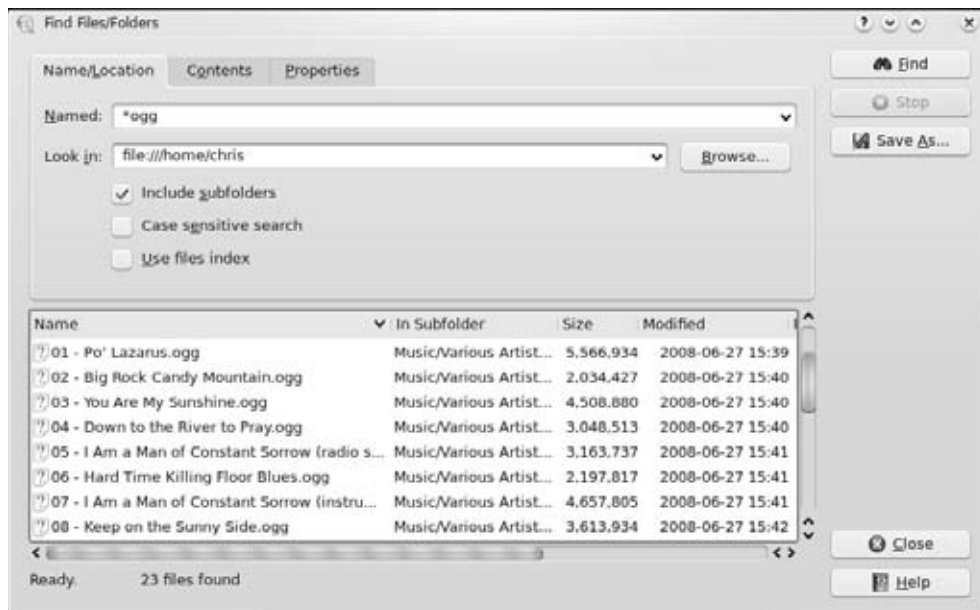 Find Files/Folders
Name/Location Contents Properties
Find
Stop
Save As...
Named: *ogg
Look in: file:///home/chris Browse...
Include subfolders
Case sensitive search
Use files index
Name In Subfolder Size Modified
01 - Po' Lazarus.ogg Music/Various Artist... 5,566,934 2008-06-27 15:39
02 - Big Rock Candy Mountain.ogg Music/Various Artist... 2,034,427 2008-06-27 15:40
03 - You Are My Sunshine.ogg Music/Various Artist... 4,508,880 2008-06-27 15:40
04 - Down to the River to Pray.ogg Music/Various Artist... 3,048,513 2008-06-27 15:40
05 - I Am a Man of Constant Sorrow (radio s... Music/Various Artist... 3,163,737 2008-06-27 15:41
06 - Hard Time Killing Floor Blues.ogg Music/Various Artist... 2,197,817 2008-06-27 15:41
07 - I Am a Man of Constant Sorrow (instru... Music/Various Artist... 4,657,805 2008-06-27 15:41
08 - Keep on the Sunny Side.ogg Music/Various Artist... 3,613,934 2008-06-27 15:42
Close
Help
Ready. 23 files found